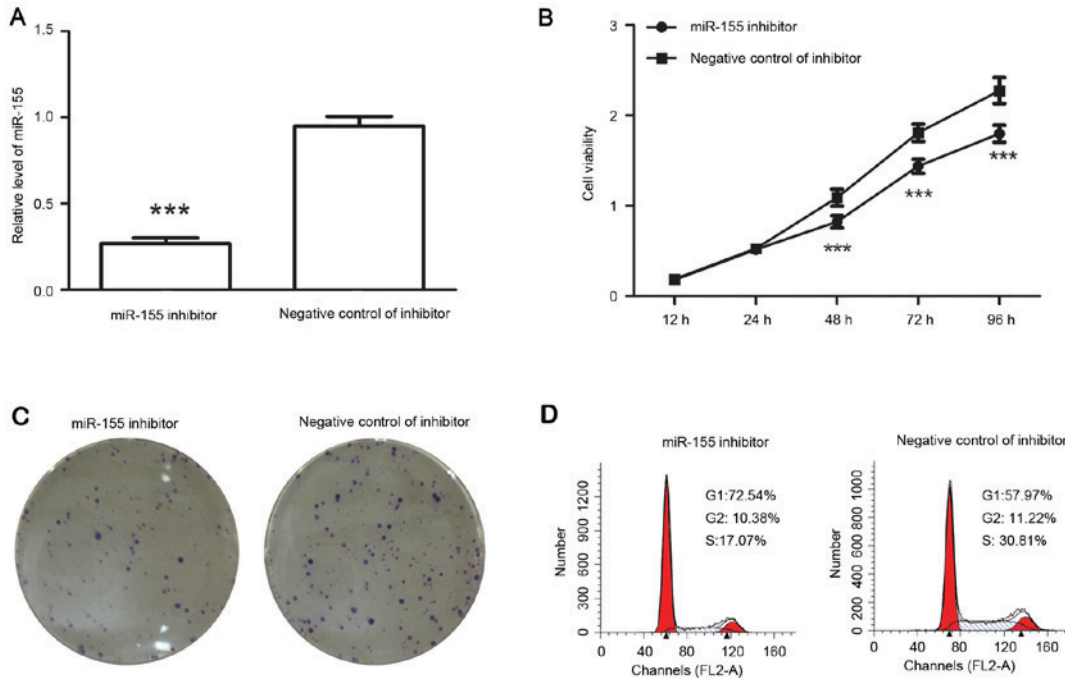 A
Relative level of miR-155
1.5
1.0
0.5
0.0
***
miR-155 inhibitor
Negative control of inhibitor
B
Cell viability
3
2
1
0
miR-155 inhibitor
Negative control of inhibitor
***
***
***
12 h
24 h
48 h
72 h
96 h
C
miR-155 inhibitor
Negative control of inhibitor
D
miR-155 inhibitor
Number
1200
900
600
300
0
G1:72.54%
G2: 10.38%
S:17.07%
0
40
80
120
160
Channels (FL2-A)
Negative control of inhibitor
Number
1000
800
600
400
200
0
G1:57.97%
G2: 11.22%
S: 30.81%
0
40
80
120
160
Channels (FL2-A)